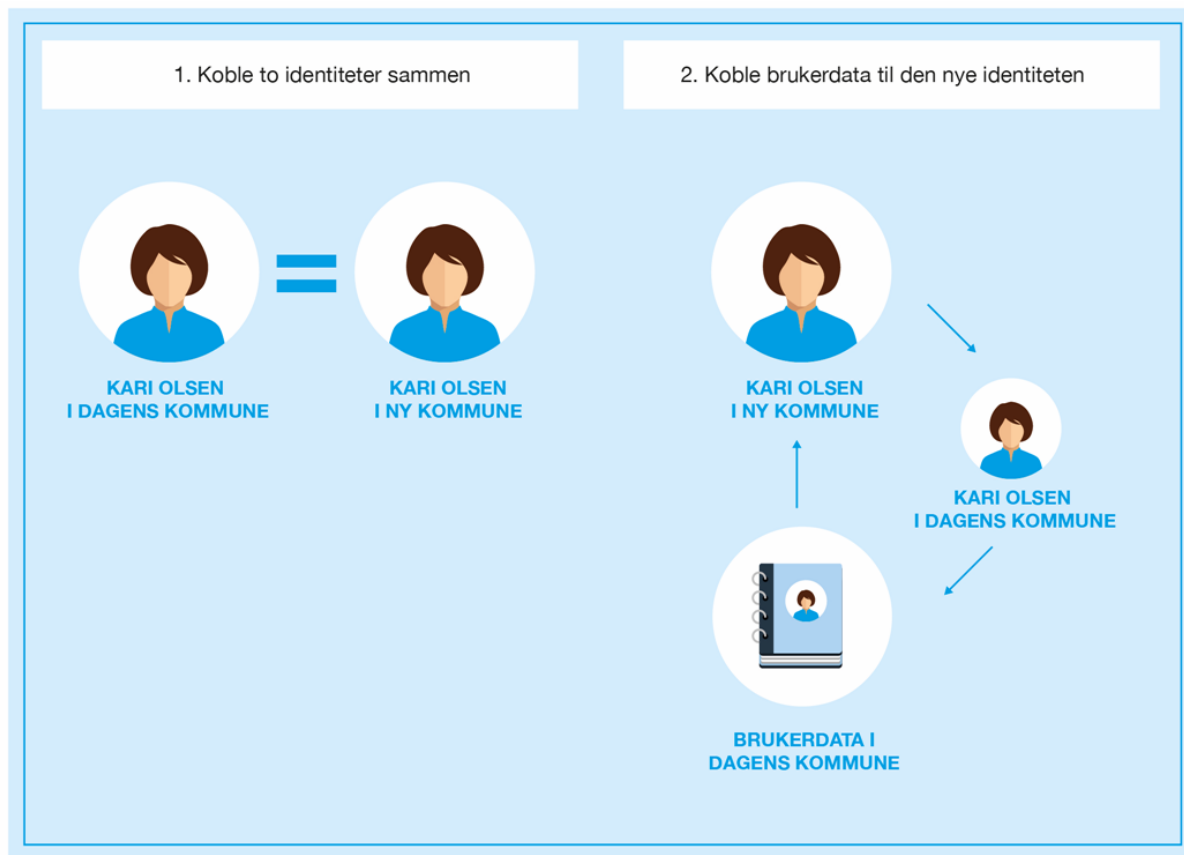 1. Koble to identiteter sammen
2. Koble brukerdata til den nye identiteten
KARI OLSEN
I DAGENS KOMMUNE
KARI OLSEN
I NY KOMMUNE
KARI OLSEN
I NY KOMMUNE
KARI OLSEN
I DAGENS KOMMUNE
BRUKERDATA I
DAGENS KOMMUNE